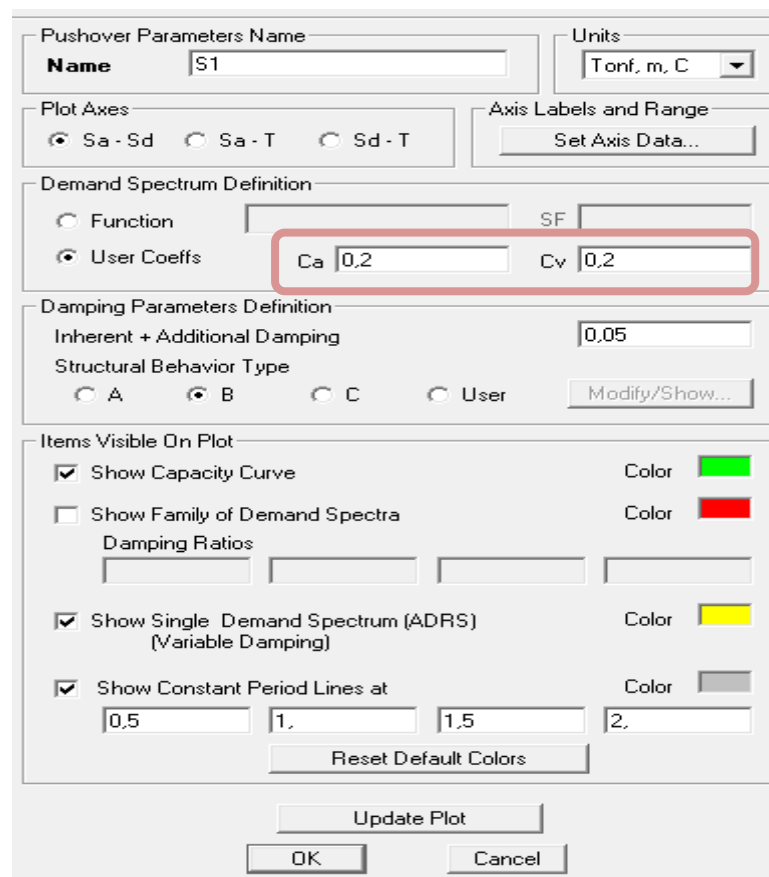 Pushover Parameters Name
Units
Name S1
Tonf, m, C
Plot Axes
Axis Labels and Range
Sa - Sd Sa - T Sd - T
Set Axis Data...
Demand Spectrum Definition
Function SF
User Coeffs Ca 0,2 Cv 0,2
Damping Parameters Definition
Inherent + Additional Damping 0,05
Structural Behavior Type
A B C User Modify/Show...
Items Visible On Plot
Show Capacity Curve Color
Show Family of Demand Spectra Color
Damping Ratios
Show Single Demand Spectrum (ADRS) Color
(Variable Damping)
Show Constant Period Lines at Color
0,5 1, 1,5 2,
Reset Default Colors
Update Plot
OK Cancel